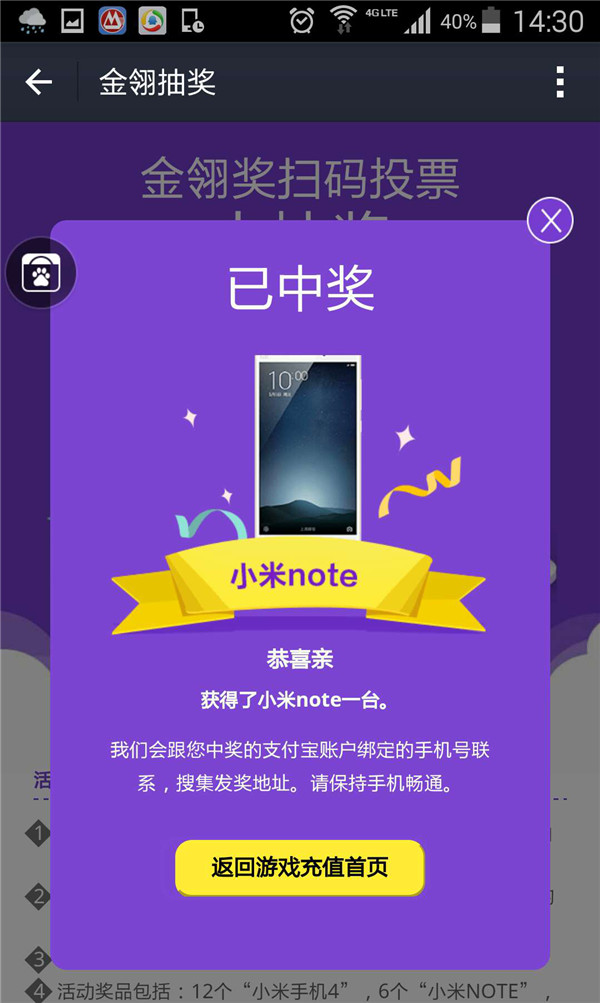 4G LTE 40% 14:30
金翎抽奖
金翎奖扫码投票
已中奖
10:00
小米note
恭喜亲
获得了小米note一台。
我们会跟您中奖的支付宝账户绑定的手机号联
系，搜集发奖地址。请保持手机畅通。
活
1
返回游戏充值首页
2
3
4 活动奖品包括：12个“小米手机4”，6个“小米NOTE”，